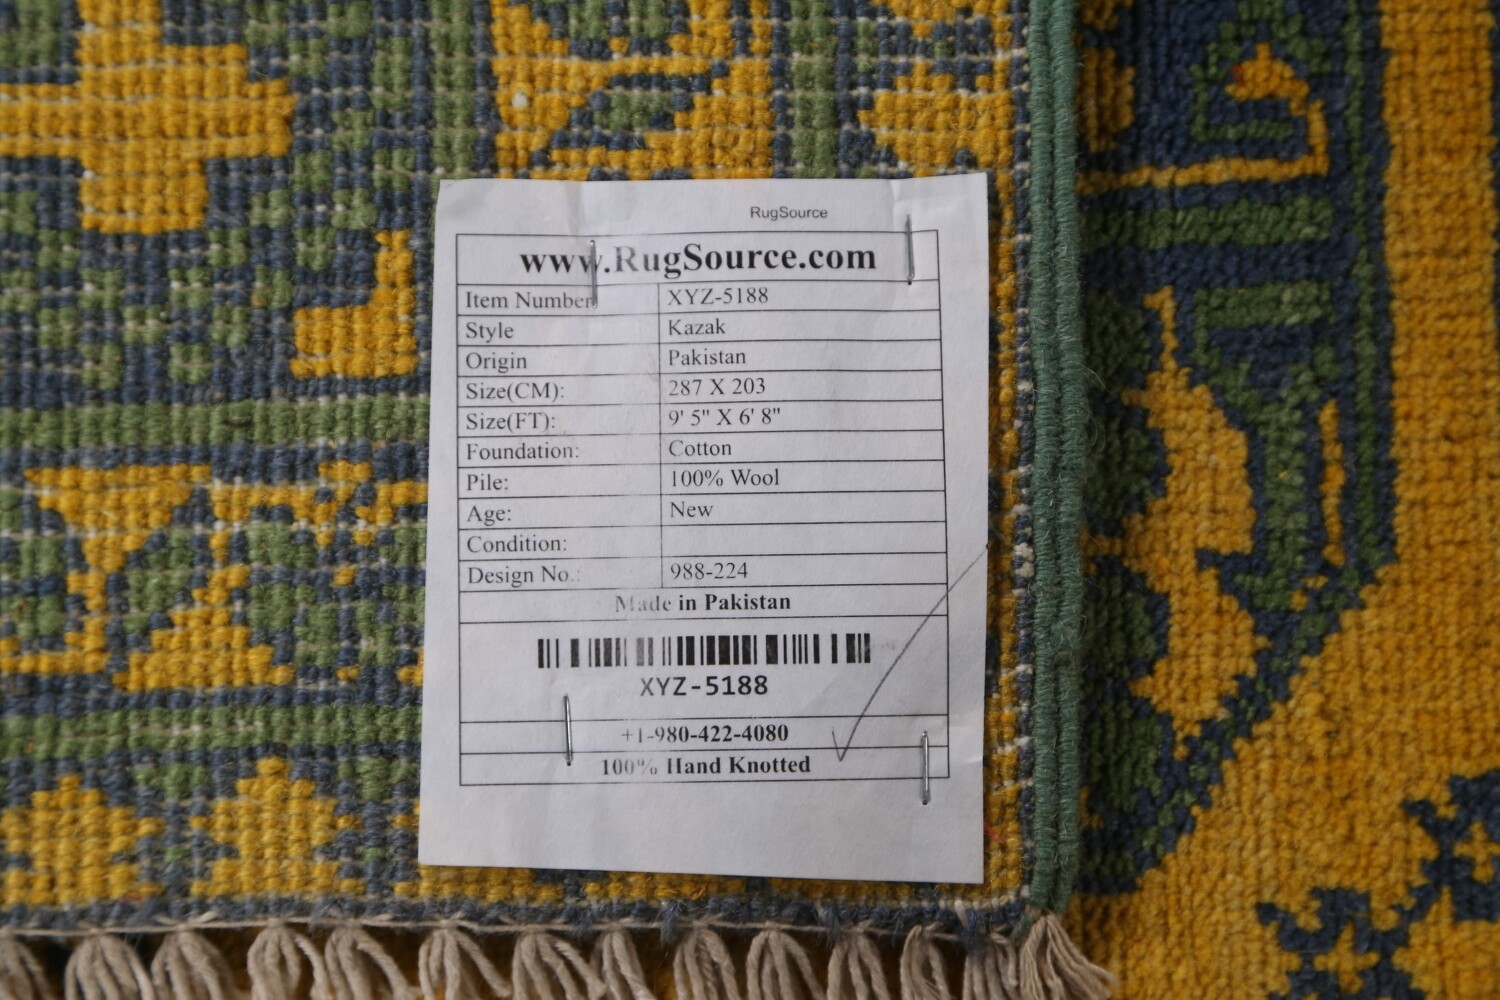 RugSource
www.RugSource.com
Item Number XYZ-5188
Style Kazak
Origin Pakistan
Size(CM): 287 X 203
Size(FT): 9' 5" X 6' 8"
Foundation: Cotton
Pile: 100% Wool
Age: New
Condition:
Design No.: 988-224
Made in Pakistan
XYZ-5188
+1-980-422-4080
100% Hand Knotted